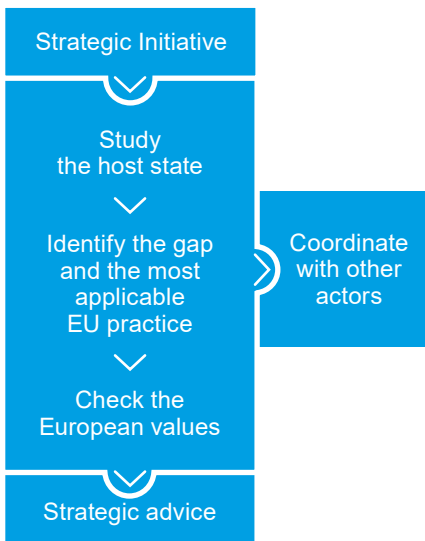 Strategic Initiative
Study
the host state
Identify the gap
and the most
applicable
EU practice
Coordinate
with other
actors
Check the
European values
Strategic advice